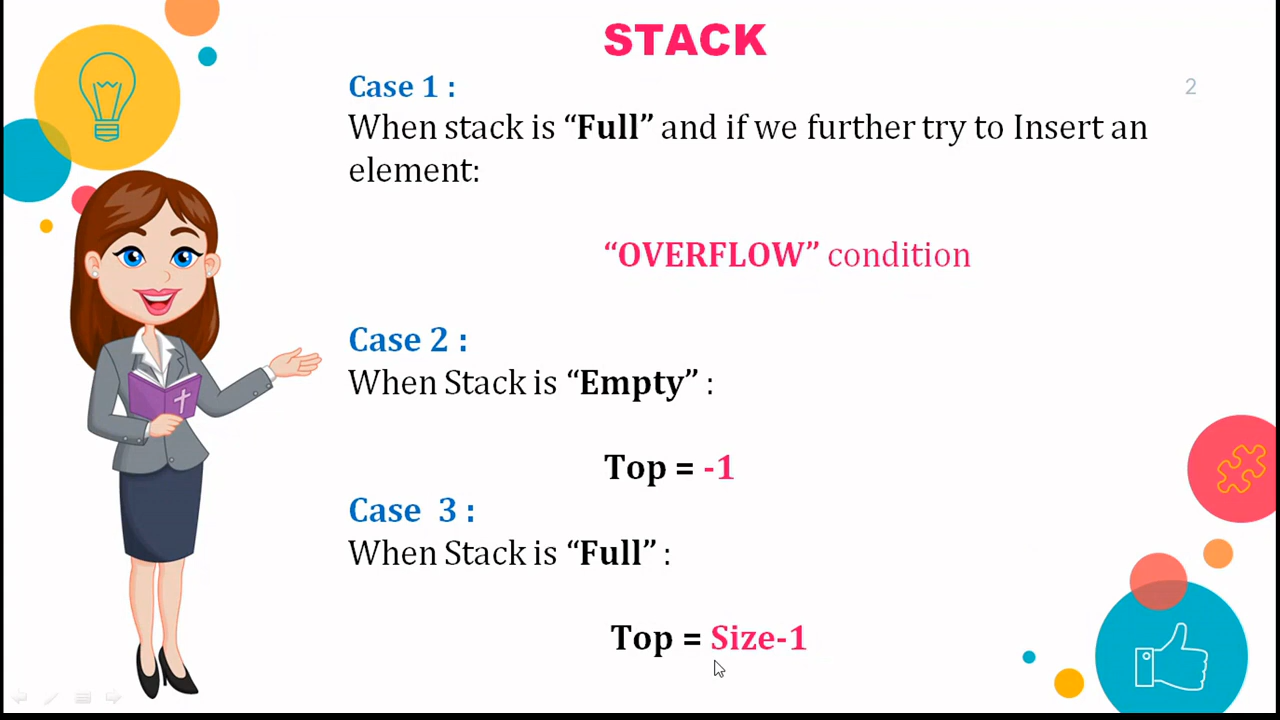 STACK
Case 1 :
2
When stack is “Full” and if we further try to Insert an
element:
“OVERFLOW” condition
Case 2 :
When Stack is “Empty” :
Top = -1
Case  3 :
When Stack is “Full” :
Top = Size-1